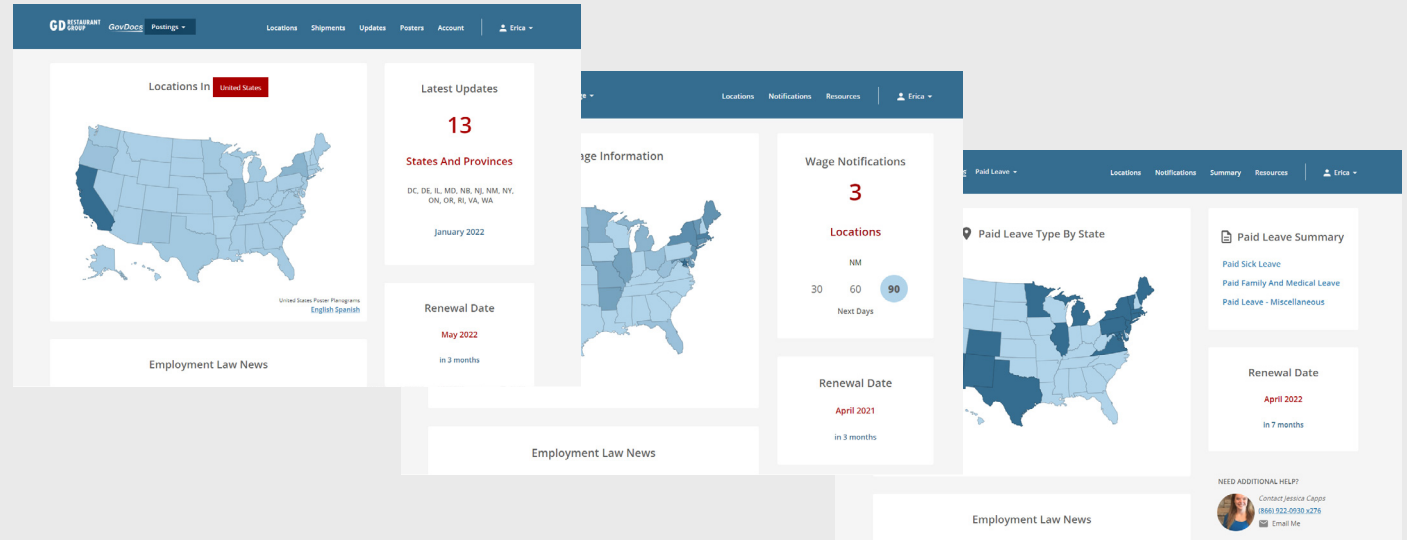 GD RESTAURANT GROUP GovDocs Postings Locations Shipments Updates Posters Account Erica
Locations In United States
Latest Updates
13
States And Provinces
DC, DE, IL, MD, NB, NJ, NM, NY,
ON, OR, RI, VA, WA
January 2022
United States Poster Planograms
English Spanish
Renewal Date
May 2022
in 3 months
Employment Law News
Locations Notifications Resources Erica
age Information
Wage Notifications
3
Locations
NM
30 60 90
Next Days
Renewal Date
April 2021
in 3 months
Employment Law News
Paid Leave Locations Notifications Summary Resources Erica
Paid Leave Type By State
Paid Leave Summary
Paid Sick Leave
Paid Family And Medical Leave
Paid Leave - Miscellaneous
Renewal Date
April 2022
in 7 months
NEED ADDITIONAL HELP?
Contact Jessica Capps
(866) 922-0930 x276
Email Me
Employment Law News